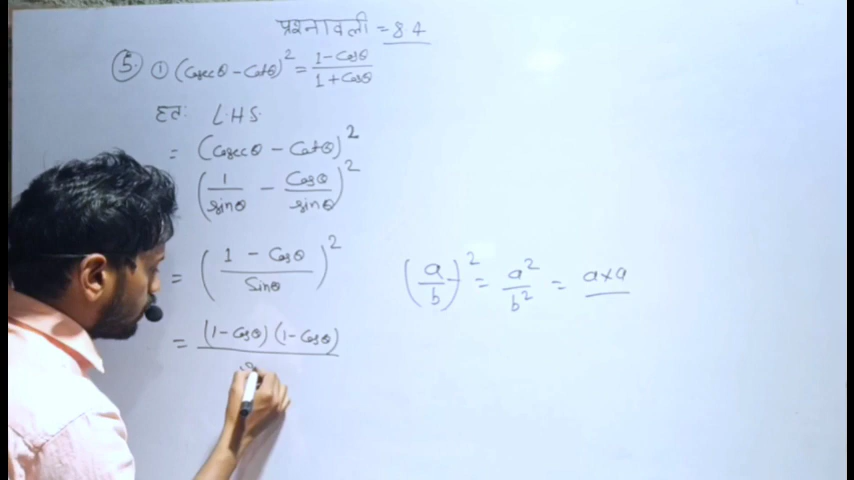 प्रश्नावली = 8.4
5. ① (Cosecθ - Cotθ)² = (1 - Cosθ)/(1 + Cosθ)
हल: L.H.S.
= (Cosecθ - Cotθ)²
(1/sinθ - Cosθ/sinθ)²
= ((1 - Cosθ)/Sinθ)²
(a/b)² = a²/b² = a×a
= (1 - Cosθ)(1 - Cosθ)